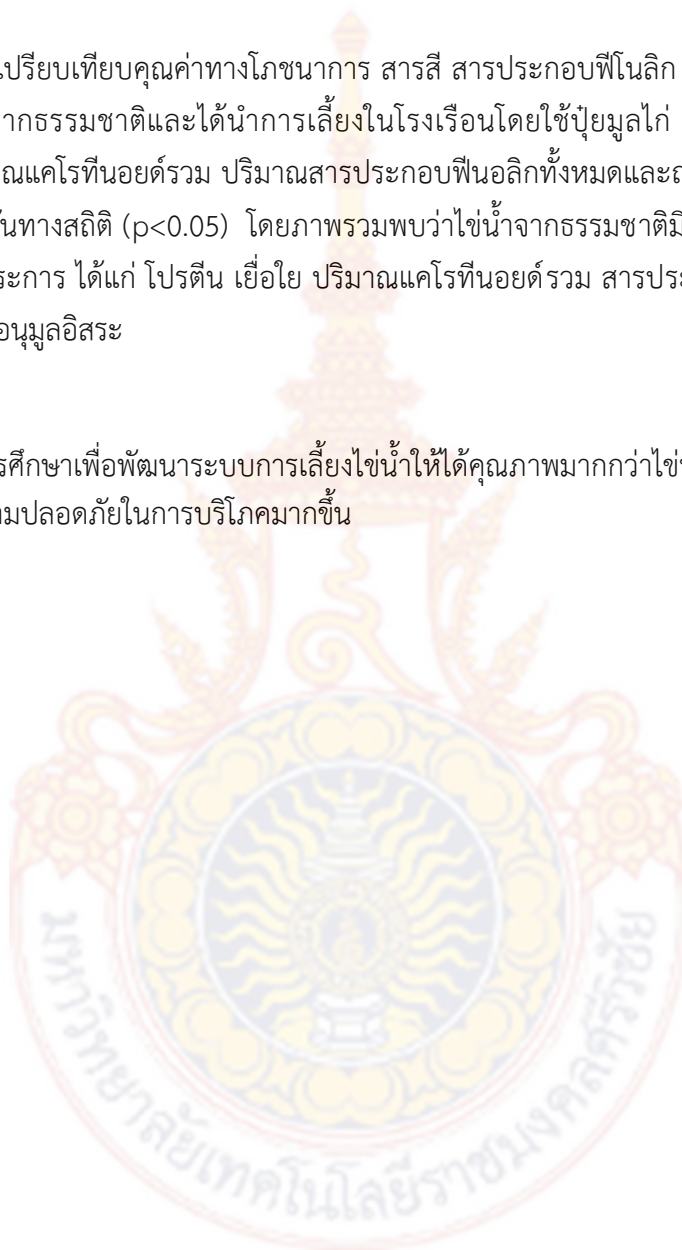 เปรียบเทียบคุณค่าทางโภชนาการ สารสี สารประกอบฟีโนลิก
ากธรรมชาติและได้นำการเลี้ยงในโรงเรือนโดยใช้ปุ๋ยมูลไก่
ณแคโรทีนอยด์รวม ปริมาณสารประกอบฟีนอลิกทั้งหมดและฤ
ันทางสถิติ (p<0.05) โดยภาพรวมพบว่าไข่น้ำจากธรรมชาติมี
ระการ ได้แก่ โปรตีน เยื่อใย ปริมาณแคโรทีนอยด์รวม สารประ
อนุมูลอิสระ
รศึกษาเพื่อพัฒนาระบบการเลี้ยงไข่น้ำให้ได้คุณภาพมากกว่าไข่
ามปลอดภัยในการบริโภคมากขึ้น
มหาวิทยาลัยเทคโนโลยีราชมงคลศรีวิชัย